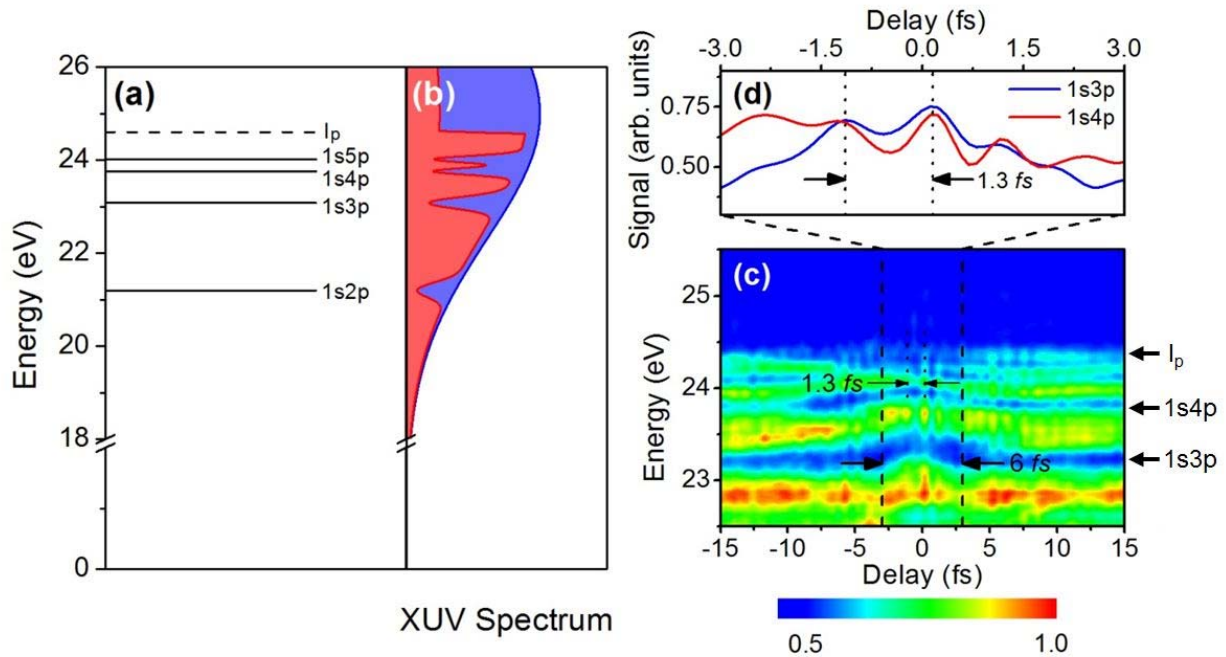 (a)
(b)
26
24
22
21
20
18
0
Energy (eV)
Iₚ
1s5p
1s4p
1s3p
1s2p
XUV Spectrum
Delay (fs)
-3.0 -1.5 0.0 1.5 3.0
(d)
1s3p
1s4p
0.75
0.50
Signal (arb. units)
1.3 fs
(c)
25
24
23
Energy (eV)
1.3 fs
6 fs
Iₚ
1s4p
1s3p
-15 -10 -5 0 5 10 15
Delay (fs)
0.5 1.0